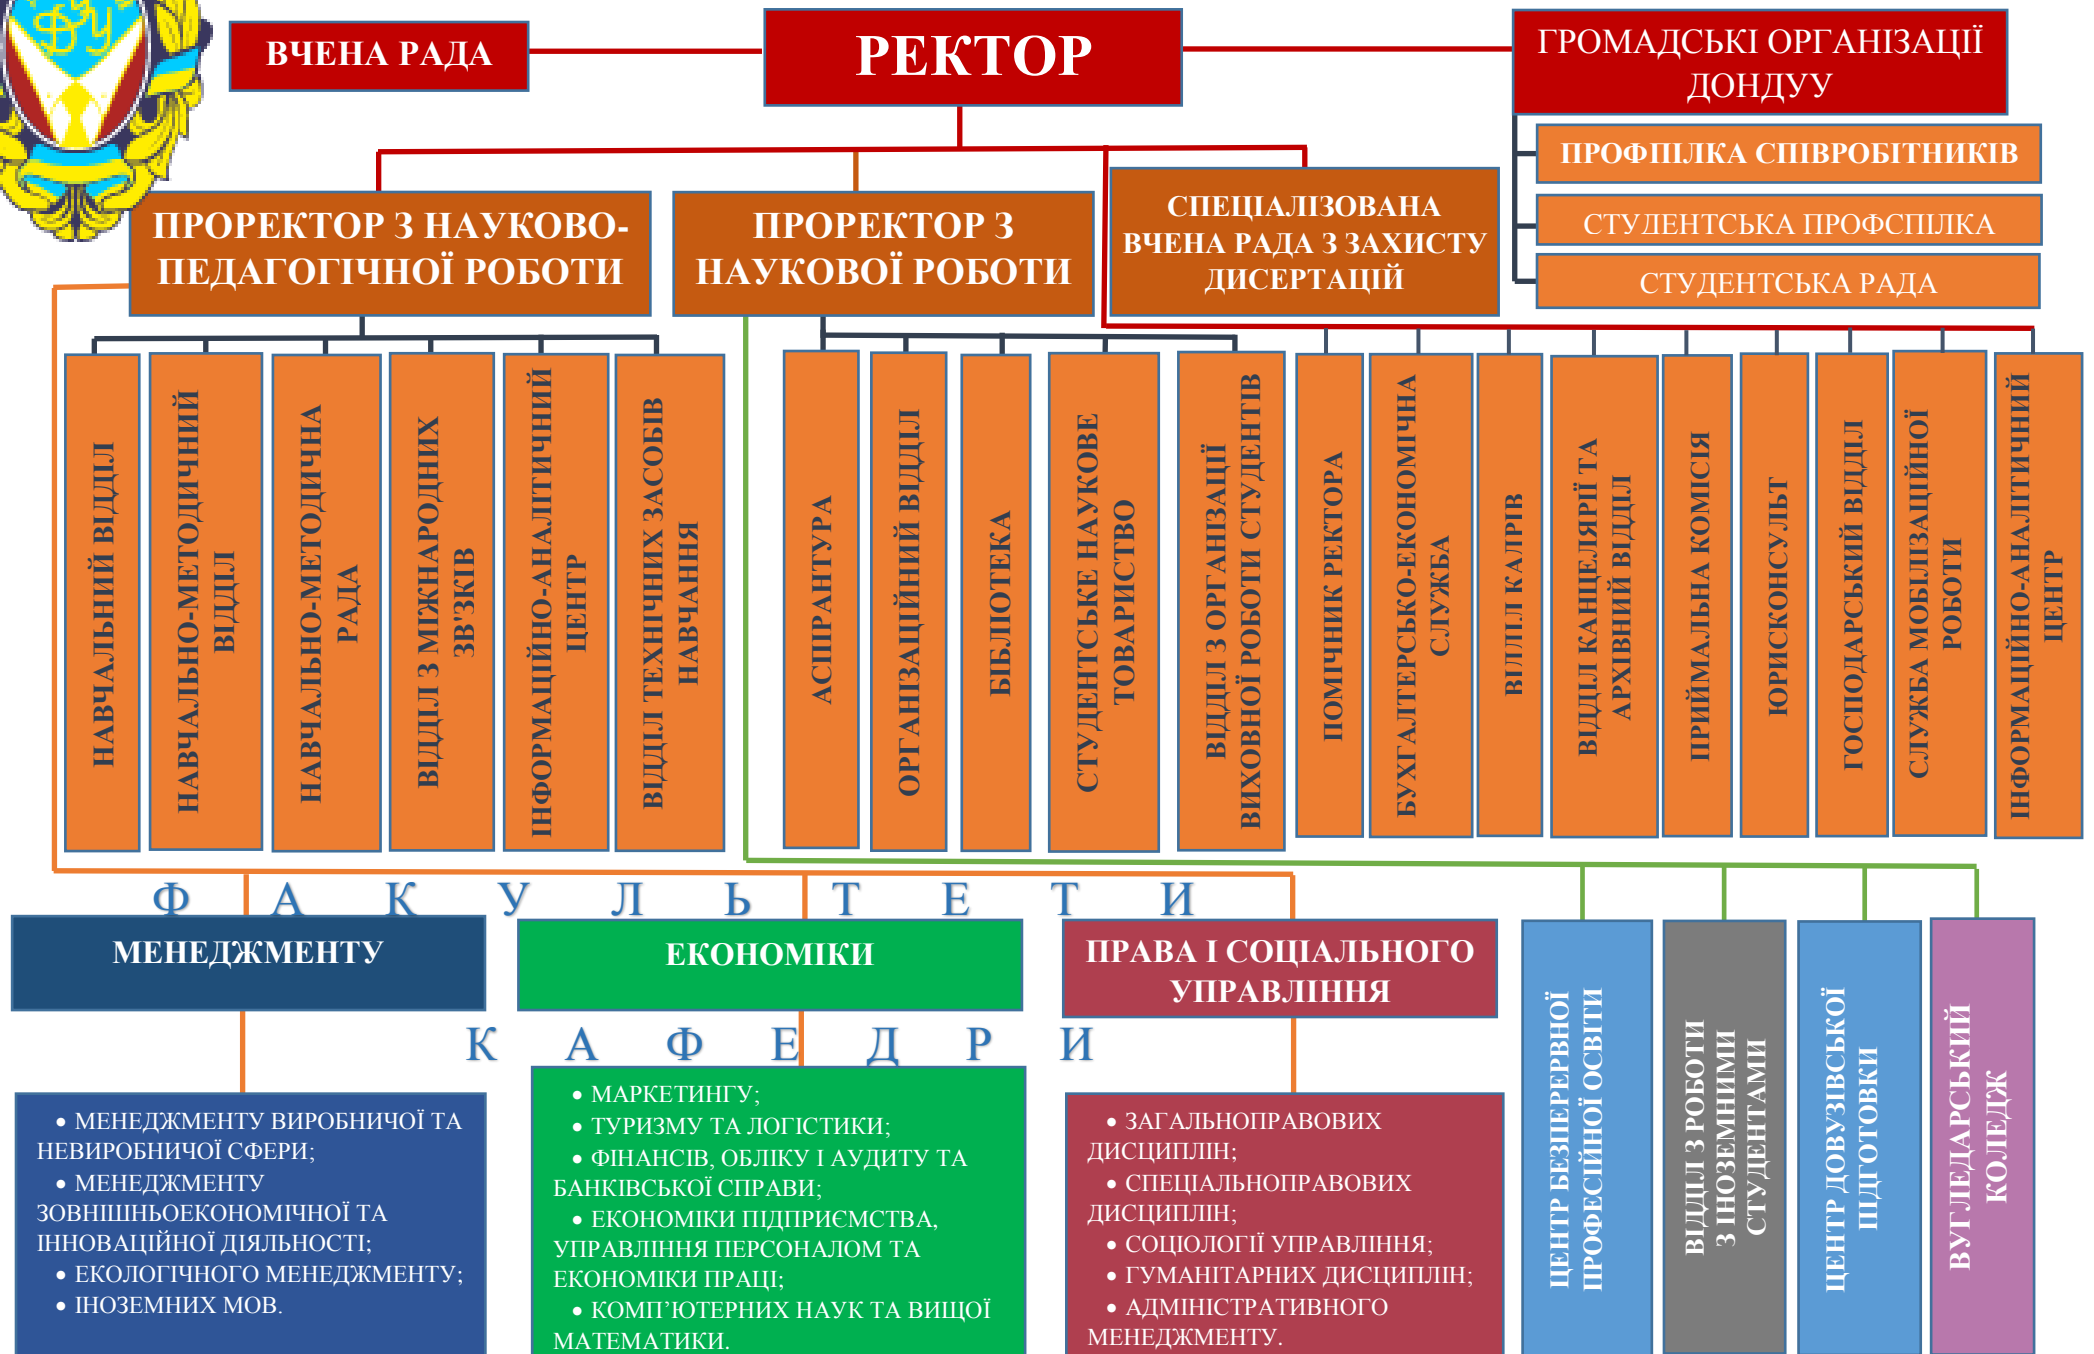 ВЧЕНА РАДА
РЕКТОР
ГРОМАДСЬКІ ОРГАНІЗАЦІЇ
ДОНДУУ
ПРОФПІЛКА СПІВРОБІТНИКІВ
СТУДЕНТСЬКА ПРОФСПІЛКА
СТУДЕНТСЬКА РАДА
ПРОРЕКТОР З НАУКОВО-
ПЕДАГОГІЧНОЇ РОБОТИ
ПРОРЕКТОР З
НАУКОВОЇ РОБОТИ
СПЕЦІАЛІЗОВАНА
ВЧЕНА РАДА З ЗАХИСТУ
ДИСЕРТАЦІЙ
НАВЧАЛЬНИЙ ВІДДІЛ
НАВЧАЛЬНО-МЕТОДИЧНИЙ
ВІДДІЛ
НАВЧАЛЬНО-МЕТОДИЧНА
РАДА
ВІДДІЛ З МІЖНАРОДНИХ
ЗВ'ЗКІВ
ІНФОРМАЦІЙНО-АНАЛІТИЧНИЙ
ЦЕНТР
ВІДДІЛ ТЕХНІЧНИХ ЗАСОБІВ
НАВЧАННЯ
АСПІРАНТУРА
ОРГАНІЗАЦІЙНИЙ ВІДДІЛ
БІБЛІОТЕКА
СТУДЕНТСЬКЕ НАУКОВЕ
ТОВАРИСТВО
ВІДДІЛ З ОРГАНІЗАЦІЇ
ВИХОВНОЇ РОБОТИ СТУДЕНТІВ
ПОМІЧНИК РЕКТОРА
БУХГАЛТЕРСЬКО-ЕКОНОМІЧНА
СЛУЖБА
ВІДДІЛ КАДРІВ
ВІДДІЛ КАНЦЕЛЯРІЇ ТА
АРХІВНИЙ ВІДДІЛ
ПРИЙМАЛЬНА КОМІСІЯ
ЮРИСКОНСУЛЬТ
ГОСПОДАРСЬКИЙ ВІДДІЛ
СЛУЖБА МОБІЛІЗАЦІЙНОЇ
РОБОТИ
ІНФОРМАЦІЙНО-АНАЛІТИЧНИЙ
ЦЕНТР
Ф А К У Л Ь Т Е Т И
МЕНЕДЖМЕНТУ
ЕКОНОМІКИ
ПРАВА І СОЦІАЛЬНОГО
УПРАВЛІННЯ
К А Ф Е Д Р И
• МЕНЕДЖМЕНТУ ВИРОБНИЧОЇ ТА
НЕВИРОБНИЧОЇ СФЕРИ;
• МЕНЕДЖМЕНТУ
ЗОВНІШНЬОЕКОНОМІЧНОЇ ТА
ІННОВАЦІЙНОЇ ДІЯЛЬНОСТІ;
• ЕКОЛОГІЧНОГО МЕНЕДЖМЕНТУ;
• ІНОЗЕМНИХ МОВ.
• МАРКЕТИНГУ;
• ТУРИЗМУ ТА ЛОГІСТИКИ;
• ФІНАНСІВ, ОБЛІКУ І АУДИТУ ТА
БАНКІВСЬКОЇ СПРАВИ;
• ЕКОНОМІКИ ПІДПРИЄМСТВА,
УПРАВЛІННЯ ПЕРСОНАЛОМ ТА
ЕКОНОМІКИ ПРАЦІ;
• КОМП’ЮТЕРНИХ НАУК ТА ВИЩОЇ
МАТЕМАТИКИ.
• ЗАГАЛЬНОПРАВОВИХ
ДИСЦИПЛІН;
• СПЕЦІАЛЬНОПРАВОВИХ
ДИСЦИПЛІН;
• СОЦІОЛОГІЇ УПРАВЛІННЯ;
• ГУМАНІТАРНИХ ДИСЦИПЛІН;
• АДМІНІСТРАТИВНОГО
МЕНЕДЖМЕНТУ.
ЦЕНТР БЕЗПЕРЕРВНОЇ
ПРОФЕСІЙНОЇ ОСВІТИ
ВІДДІЛ З РОБОТИ
З ІНОЗЕМНИМИ
СТУДЕНТАМИ
ЦЕНТР ДОВУЗІВСЬКОЇ
ПІДГОТОВКИ
ВУГЛЕДАРСЬКИЙ
КОЛЕДЖ